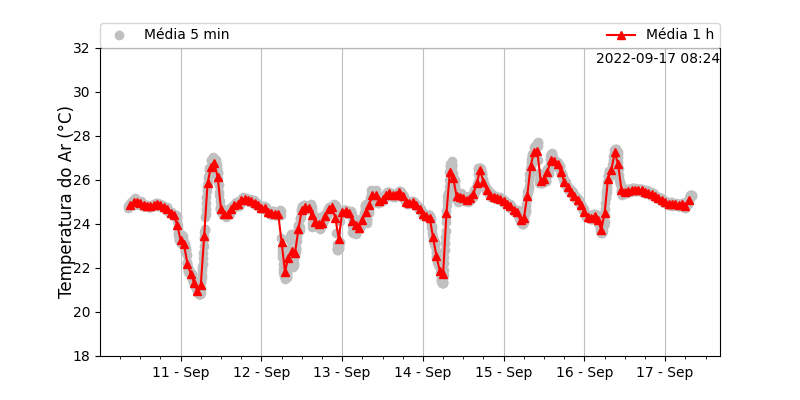 Média 5 min
Média 1 h
2022-09-17 08:24
Temperatura do Ar (°C)
32
30
28
26
24
22
20
18
11 - Sep
12 - Sep
13 - Sep
14 - Sep
15 - Sep
16 - Sep
17 - Sep